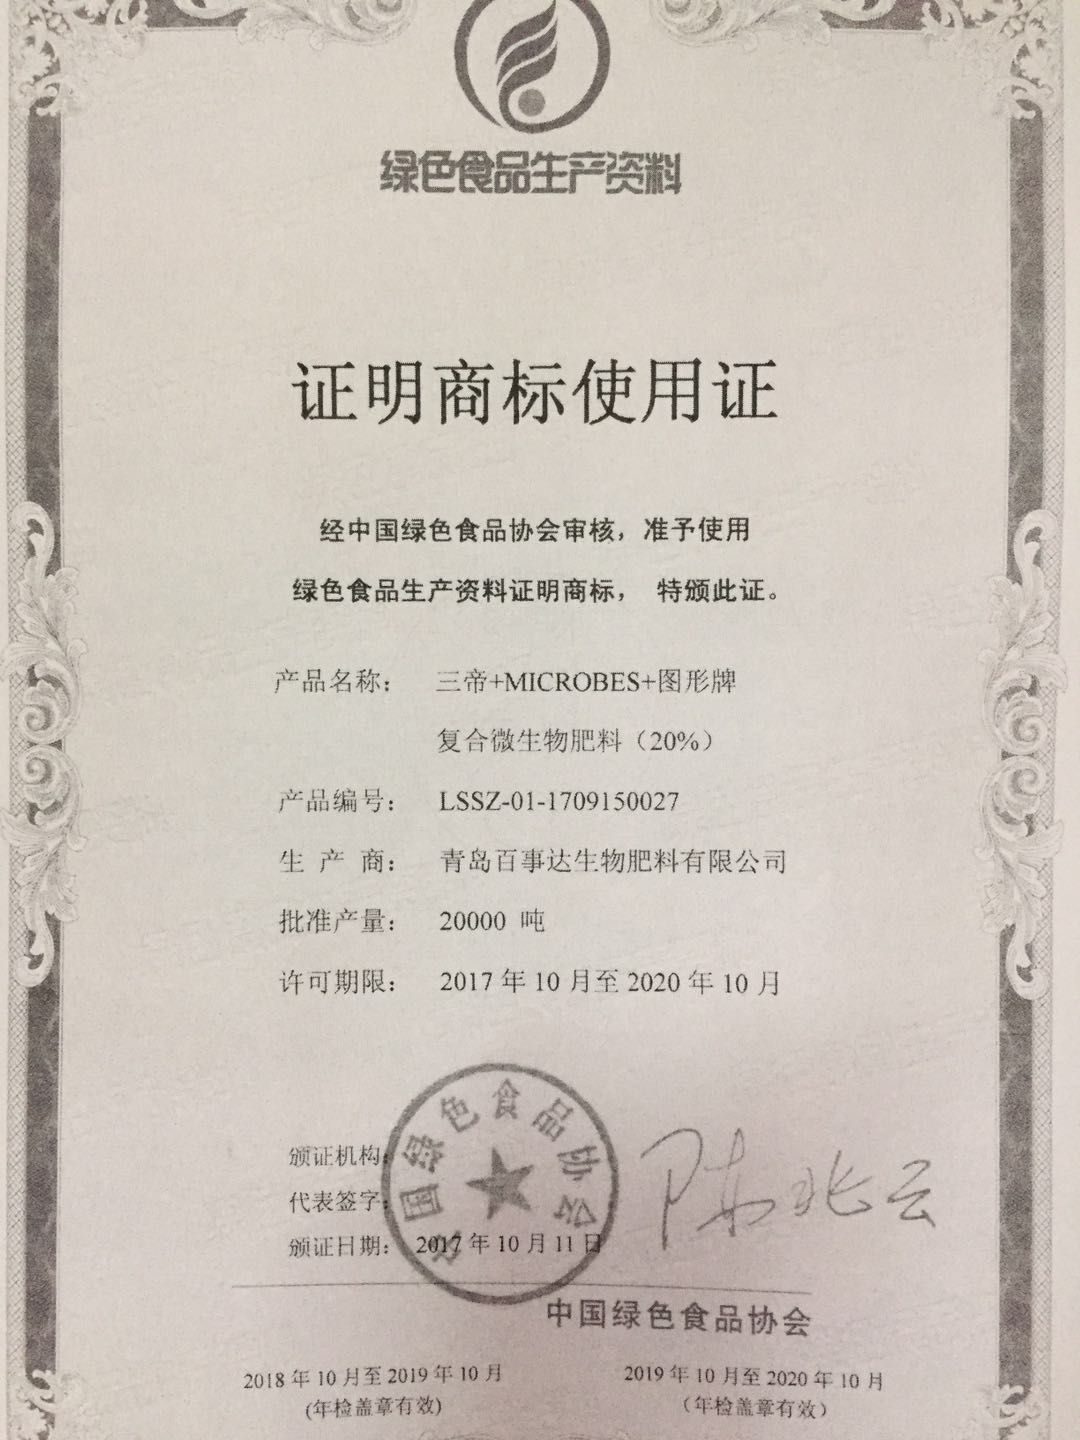 绿色食品生产资料
证明商标使用证
经中国绿色食品协会审核，准予使用
绿色食品生产资料证明商标， 特颁此证。
产品名称： 三帝+MICROBES+图形牌
复合微生物肥料（20%）
产品编号： LSSZ-01-1709150027
生 产 商： 青岛百事达生物肥料有限公司
批准产量： 20000 吨
许可期限： 2017 年 10 月至 2020 年 10 月
中国绿色食品协会
颁证机构：
代表签字： 陈兆云
颁证日期： 2017 年 10 月 11 日
中国绿色食品协会
2018 年 10 月至 2019 年 10 月 2019 年 10 月至 2020 年 10 月
(年检盖章有效) （年检盖章有效）